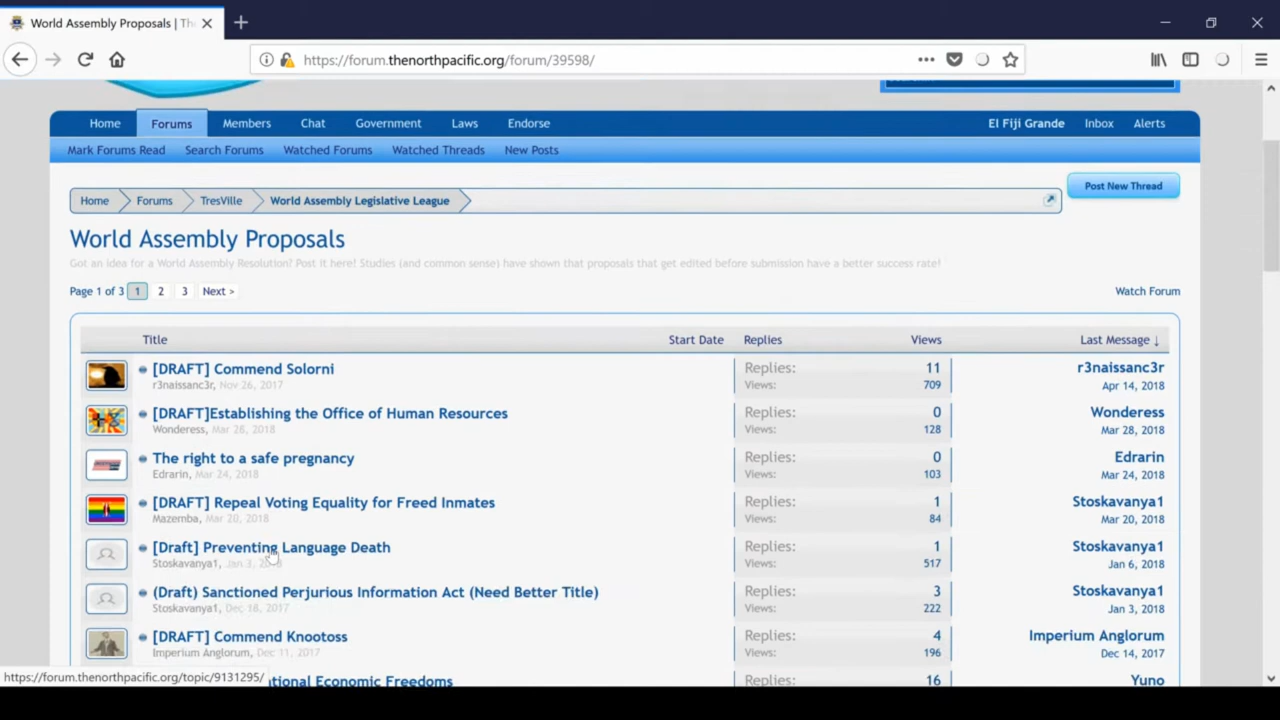 World Assembly Proposals | Th
https://forum.thenorthpacific.org/forum/39598/
Home Forums Members Chat Government Laws Endorse El Fiji Grande Inbox Alerts
Mark Forums Read Search Forums Watched Forums Watched Threads New Posts
Post New Thread
Home Forums TresVille World Assembly Legislative League
World Assembly Proposals
Got an idea for a World Assembly Resolution? Post it here! Studies (and common sense) have shown that proposals that get edited before submission have a better success rate!
Page 1 of 3 1 2 3 Next > Watch Forum
Title Start Date Replies Views Last Message ↓
[DRAFT] Commend Solorni Replies: 11 r3naissanc3r
r3naissanc3r, Nov 26, 2017 Views: 709 Apr 14, 2018
[DRAFT]Establishing the Office of Human Resources Replies: 0 Wonderess
Wonderess, Mar 28, 2018 Views: 128 Mar 28, 2018
The right to a safe pregnancy Replies: 0 Edrarin
Edrarin, Mar 24, 2018 Views: 103 Mar 24, 2018
[DRAFT] Repeal Voting Equality for Freed Inmates Replies: 1 Stoskavanya1
Mazemba, Mar 20, 2018 Views: 84 Mar 20, 2018
[Draft] Preventing Language Death Replies: 1 Stoskavanya1
Stoskavanya1, Jan 3, 2018 Views: 517 Jan 6, 2018
(Draft) Sanctioned Perjurious Information Act (Need Better Title) Replies: 3 Stoskavanya1
Stoskavanya1, Dec 18, 2017 Views: 222 Jan 3, 2018
[DRAFT] Commend Knootoss Replies: 4 Imperium Anglorum
Imperium Anglorum, Dec 11, 2017 Views: 196 Dec 14, 2017
https://forum.thenorthpacific.org/topic/9131295/ tional Economic Freedoms Replies: 16 Yuno